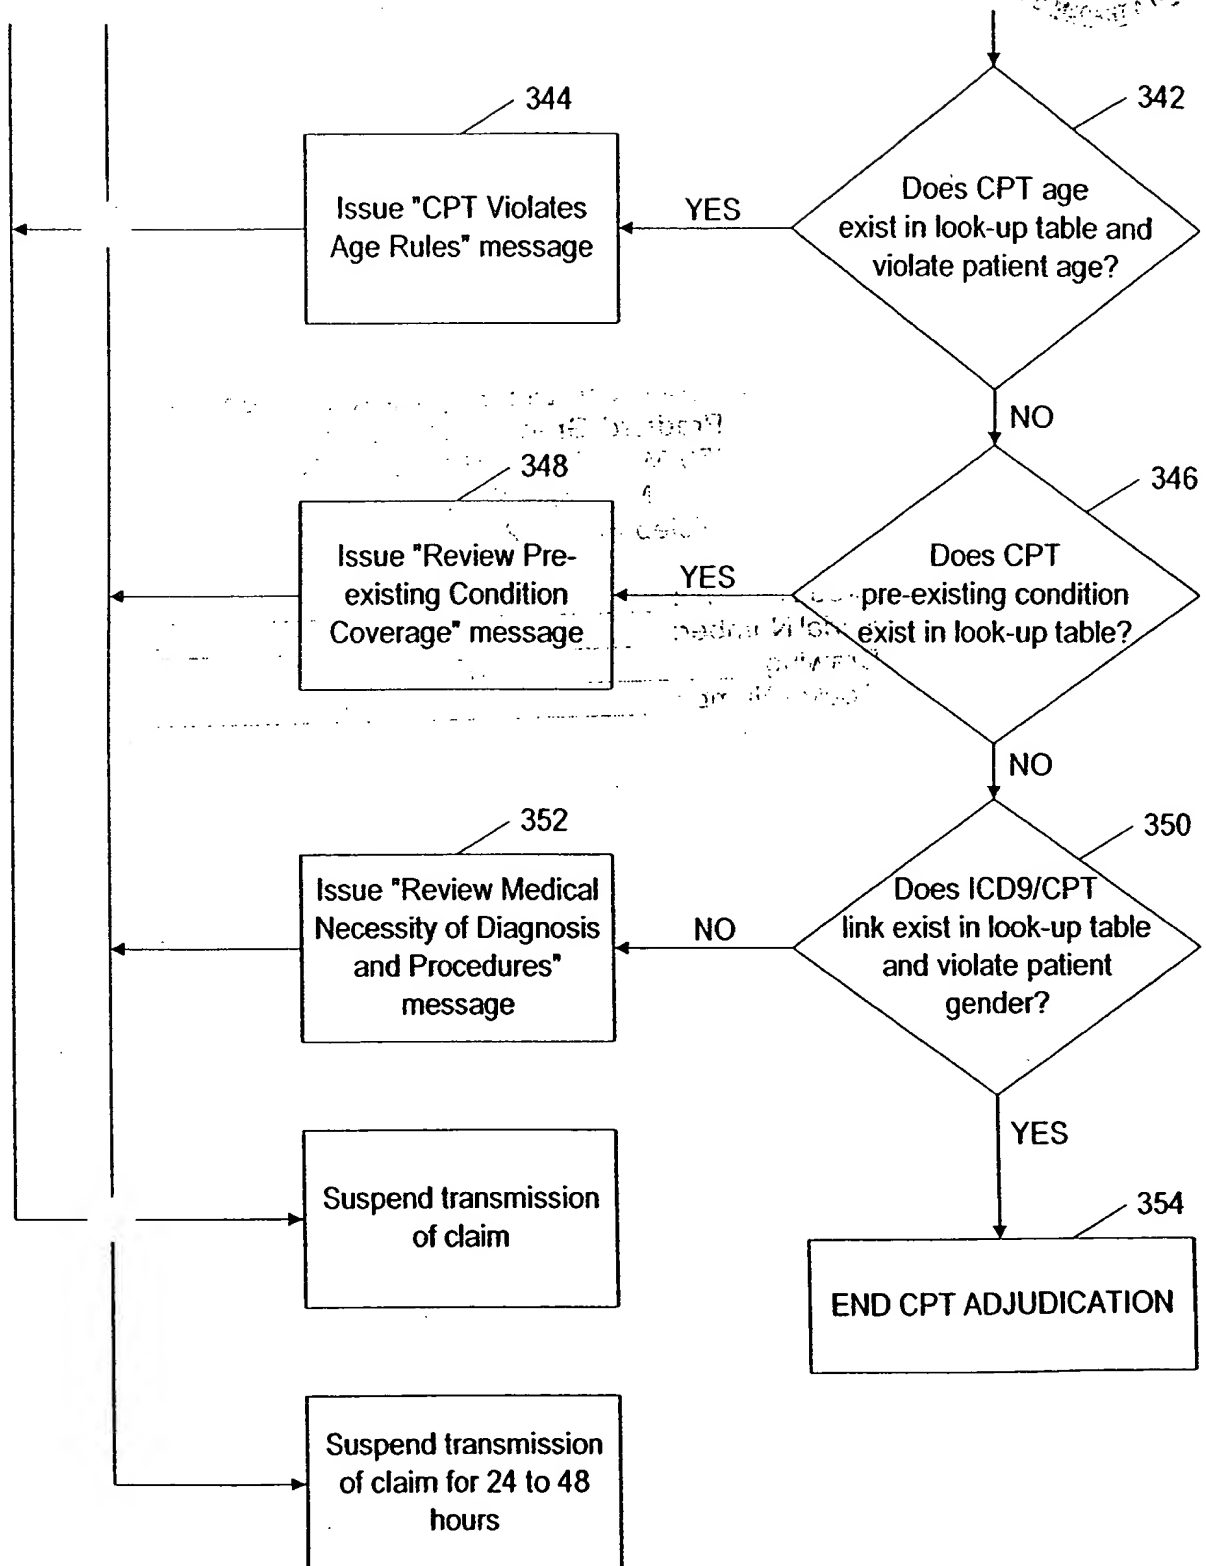 344
342
Issue "CPT Violates
Age Rules" message
YES
Does CPT age
exist in look-up table and
violate patient age?
NO
348
346
Issue "Review Pre-
existing Condition
Coverage" message
YES
Does CPT
pre-existing condition
exist in look-up table?
NO
352
350
Issue "Review Medical
Necessity of Diagnosis
and Procedures"
message
NO
Does ICD9/CPT
link exist in look-up table
and violate patient
gender?
YES
Suspend transmission
of claim
354
END CPT ADJUDICATION
Suspend transmission
of claim for 24 to 48
hours